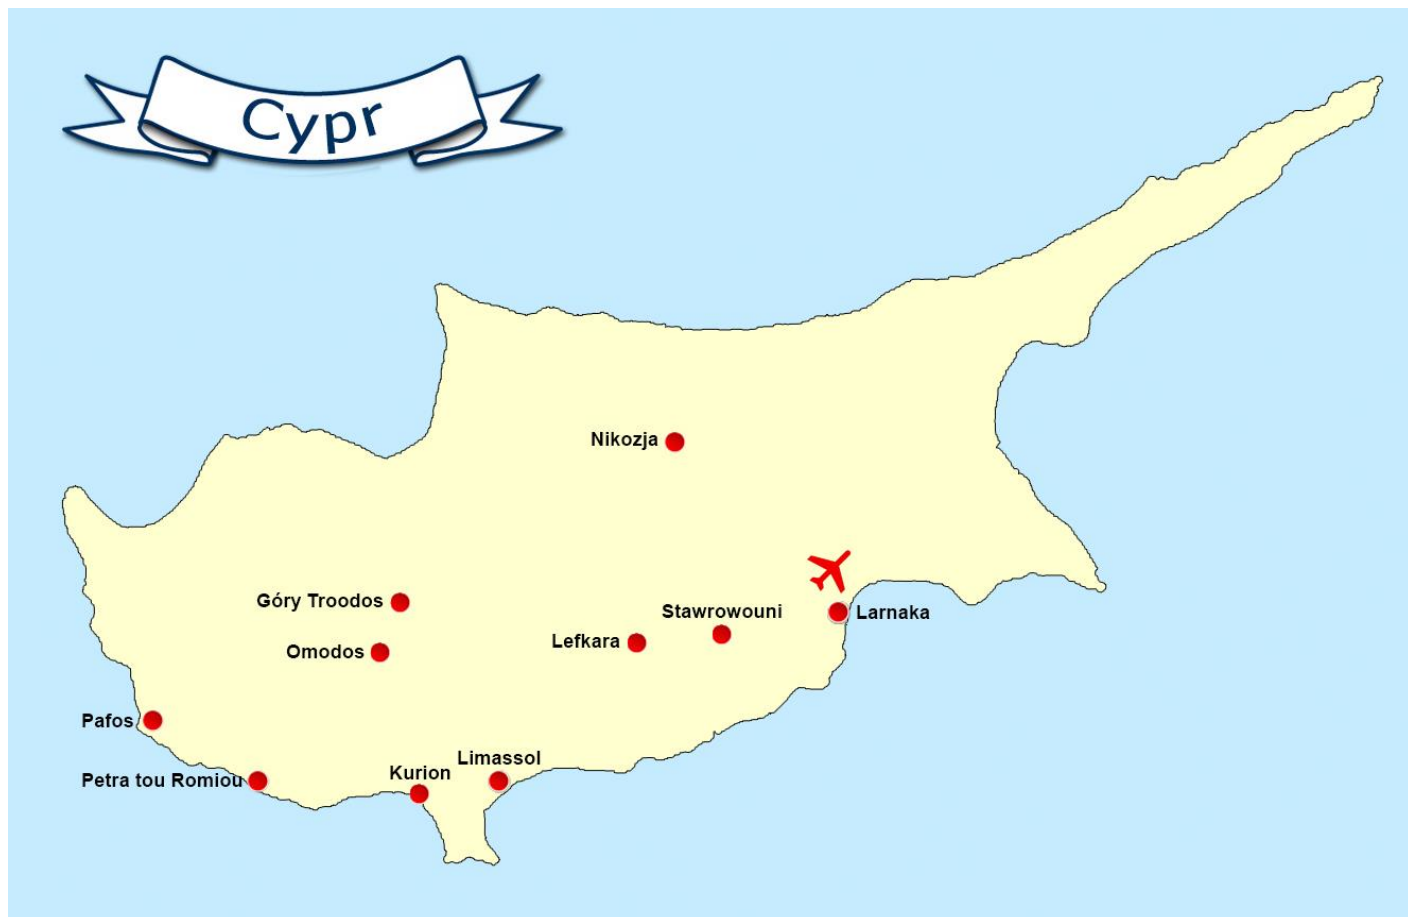 Cypr
Nikozja
Góry Troodos
Stawrowouni
Larnaka
Lefkara
Omodos
Pafos
Limassol
Kurion
Petra tou Romiou